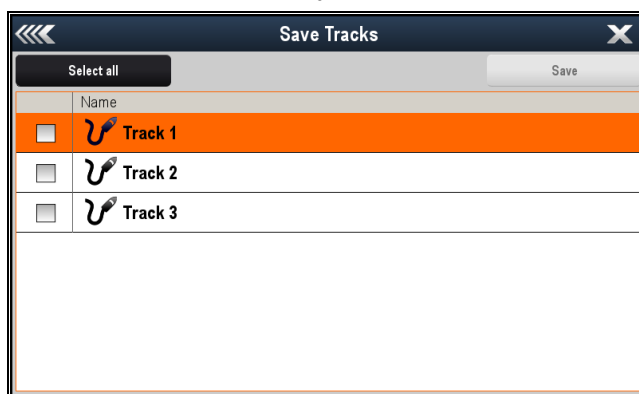 Save Tracks
Select all
Save
Name
Track 1
Track 2
Track 3